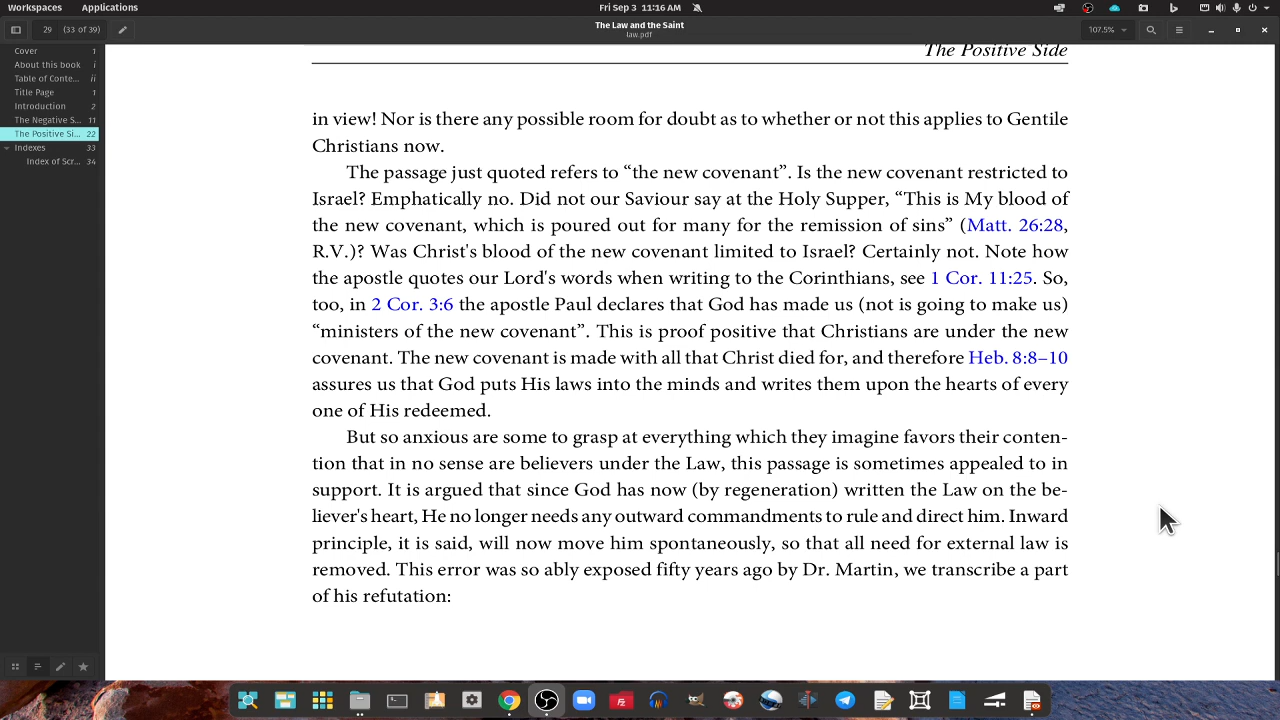 Workspaces Applications Fri Sep 3 11:16 AM
29 (33 of 39) The Law and the Saint 107.5%
law.pdf
Cover 1
About this book i
Table of Conte... ii
Title Page 1
Introduction 2
The Negative S... 11
The Positive Si... 22
Indexes 33
Index of Scr... 34
The Positive Side
in view! Nor is there any possible room for doubt as to whether or not this applies to Gentile
Christians now.
The passage just quoted refers to “the new covenant”. Is the new covenant restricted to
Israel? Emphatically no. Did not our Saviour say at the Holy Supper, “This is My blood of
the new covenant, which is poured out for many for the remission of sins” (Matt. 26:28,
R.V.)? Was Christ's blood of the new covenant limited to Israel? Certainly not. Note how
the apostle quotes our Lord's words when writing to the Corinthians, see 1 Cor. 11:25. So,
too, in 2 Cor. 3:6 the apostle Paul declares that God has made us (not is going to make us)
“ministers of the new covenant”. This is proof positive that Christians are under the new
covenant. The new covenant is made with all that Christ died for, and therefore Heb. 8:8–10
assures us that God puts His laws into the minds and writes them upon the hearts of every
one of His redeemed.
But so anxious are some to grasp at everything which they imagine favors their conten-
tion that in no sense are believers under the Law, this passage is sometimes appealed to in
support. It is argued that since God has now (by regeneration) written the Law on the be-
liever's heart, He no longer needs any outward commandments to rule and direct him. Inward
principle, it is said, will now move him spontaneously, so that all need for external law is
removed. This error was so ably exposed fifty years ago by Dr. Martin, we transcribe a part
of his refutation: